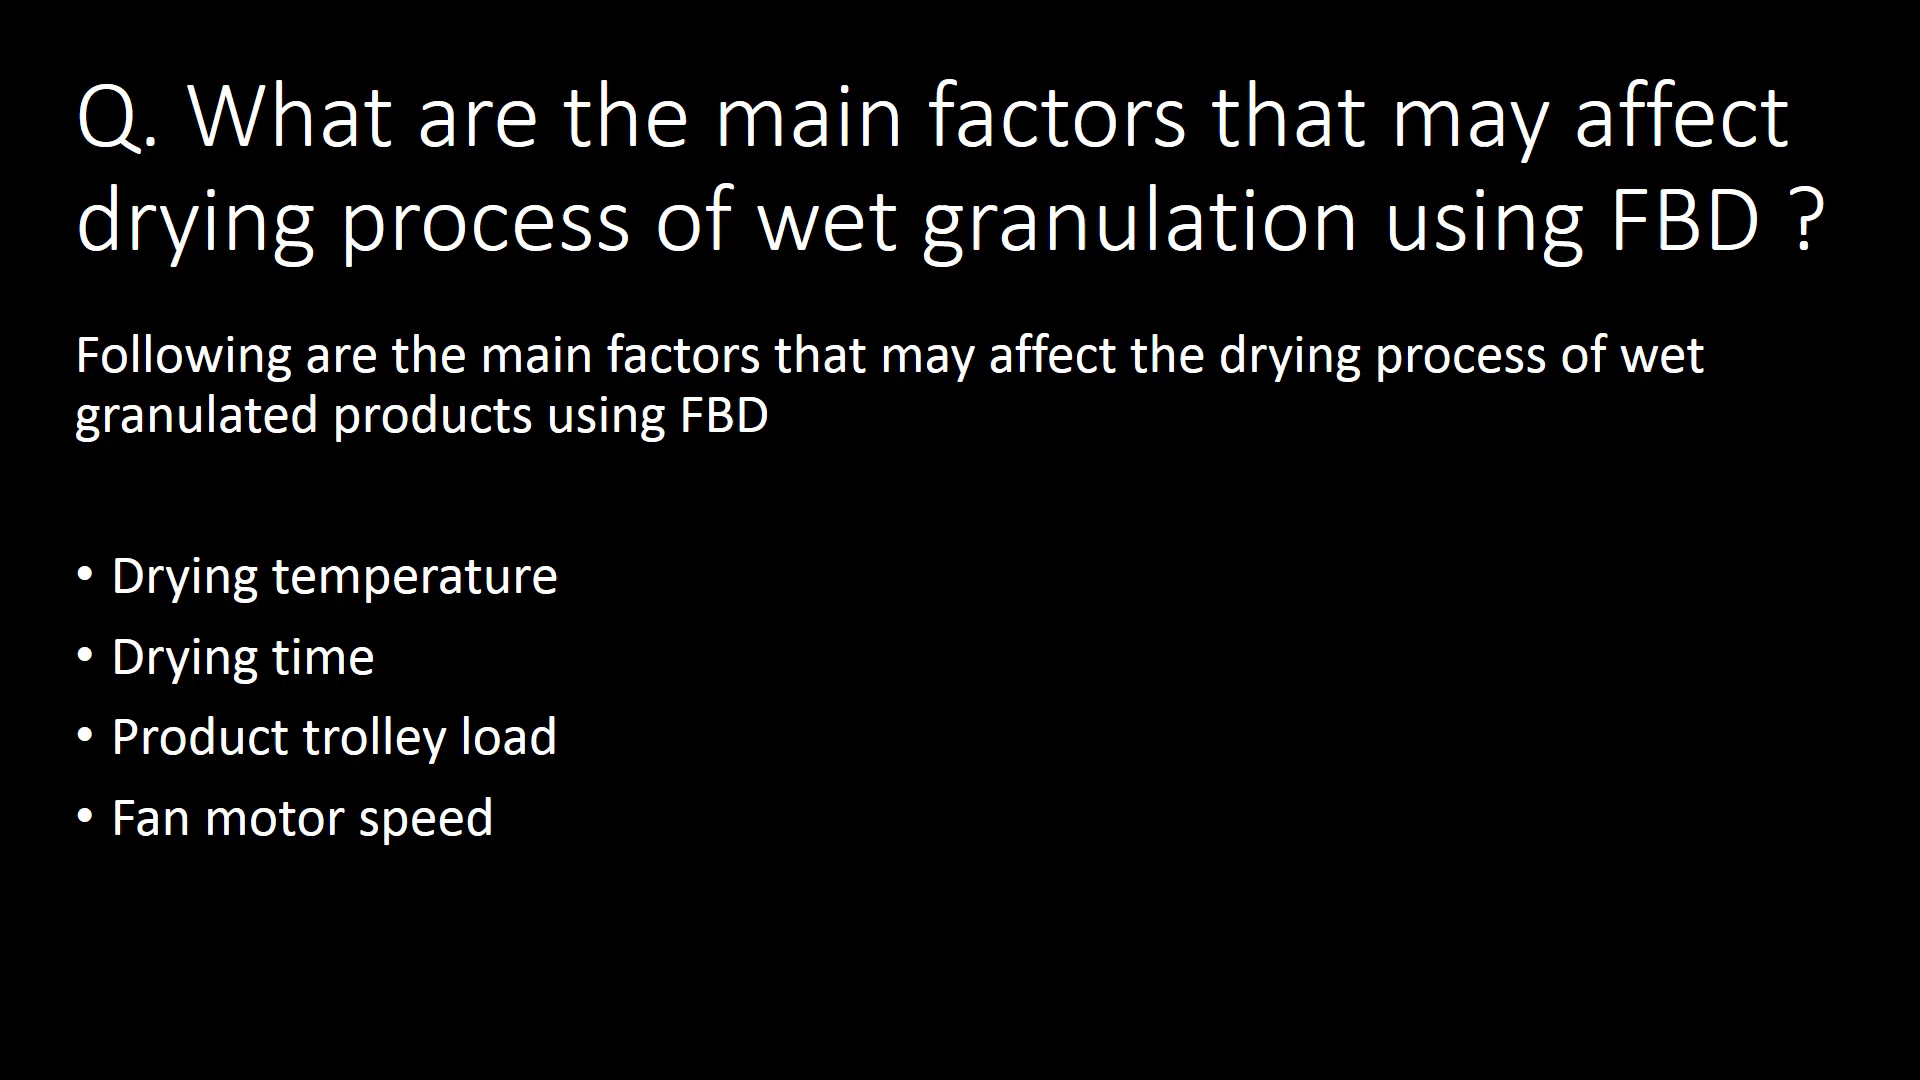 Q. What are the main factors that may affect
drying process of wet granulation using FBD ?
Following are the main factors that may affect the drying process of wet
granulated products using FBD
• Drying temperature
• Drying time
• Product trolley load
• Fan motor speed